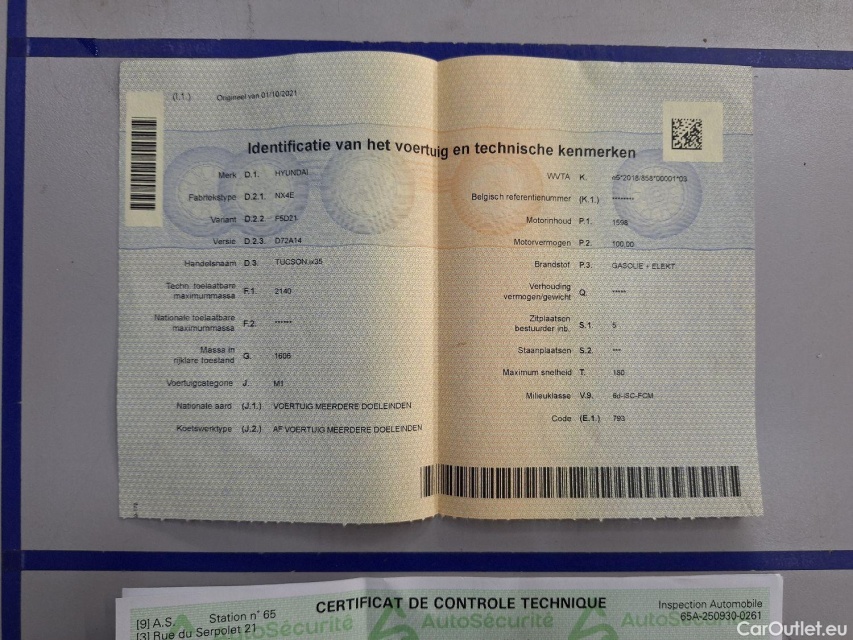 (I.1.) Origineel van 01/10/2021
Identificatie van het voertuig en technische kenmerken
Merk D.1. HYUNDAI
Fabriekstype D.2.1. NX4E
Variant D.2.2 F5D21
Versie D.2.3. D72A14
Handelsnaam D.3. TUCSON.ix35
Techn. toelaatbare
maximummassa F.1. 2140
Nationale toelaatbare
maximummassa F.2. ******
Massa in
rijklare toestand G. 1606
Voertuigcategorie J. M1
Nationale aard (J.1.) VOERTUIG MEERDERE DOELEINDEN
Koetswerktype (J.2.) AF VOERTUIG MEERDERE DOELEINDEN
WVTA K. e5*2018/858*00001*03
Belgisch referentienummer (K.1.) ********
Motorinhoud P.1. 1598
Motorvermogen P.2. 100,00
Brandstof P.3. GASOLIE + ELEKT
Verhouding
vermogen/gewicht Q. *****
Zitplaatsen
bestuurder inb. S.1. 5
Staanplaatsen S.2. ***
Maximum snelheid T. 180
Milieuklasse V.9. 6d-ISC-FCM
Code (E.1.) 793
CERTIFICAT DE CONTROLE TECHNIQUE
[9] A.S. Station n° 65
[3] Rue du Serpolet 21
Inspection Automobile
65A-250930-0261
AutoSécurité
AutoSécurité
AutoSécurité
CarOutlet.eu